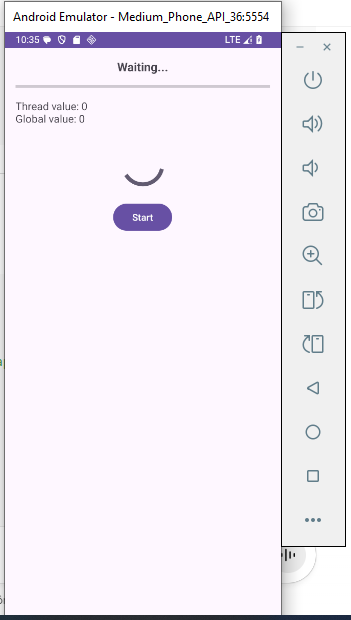 Android Emulator - Medium_Phone_API_36:5554
10:35
LTE
Waiting...
Thread value: 0
Global value: 0
Start